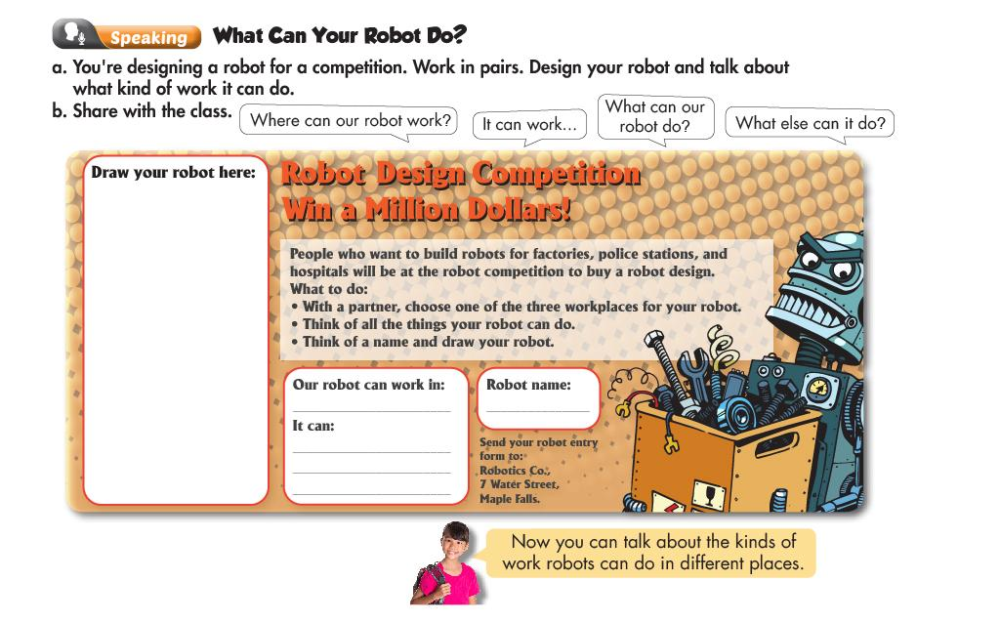 Speaking What Can Your Robot Do?
a. You're designing a robot for a competition. Work in pairs. Design your robot and talk about
what kind of work it can do.
b. Share with the class.
Where can our robot work?
It can work...
What can our
robot do?
What else can it do?
Draw your robot here:
Robot Design Competition
Win a Million Dollars!
People who want to build robots for factories, police stations, and
hospitals will be at the robot competition to buy a robot design.
What to do:
• With a partner, choose one of the three workplaces for your robot.
• Think of all the things your robot can do.
• Think of a name and draw your robot.
Our robot can work in:
It can:
Robot name:
Send your robot entry
form to:
Robotics Co.,
7 Water Street,
Maple Falls.
Now you can talk about the kinds of
work robots can do in different places.